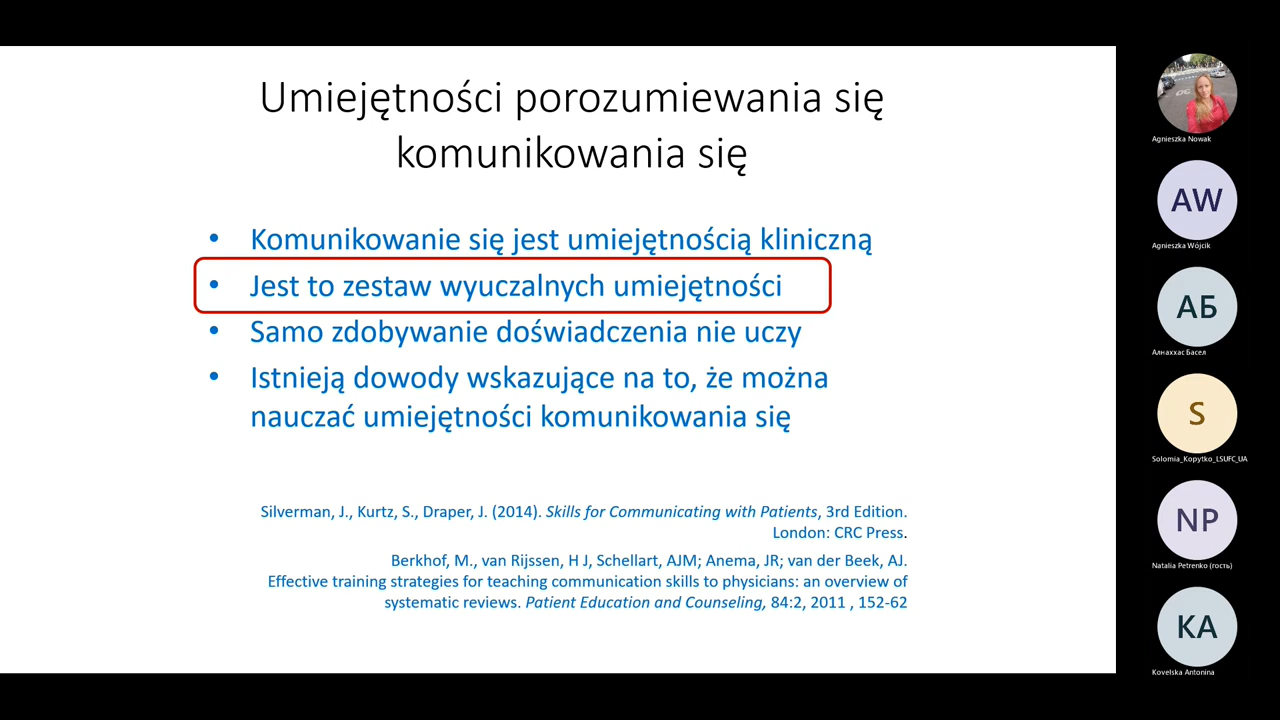 Umiejętności porozumiewania się
komunikowania się
• Komunikowanie się jest umiejętnością kliniczną
• Jest to zestaw wyuczalnych umiejętności
• Samo zdobywanie doświadczenia nie uczy
• Istnieją dowody wskazujące na to, że można
nauczać umiejętności komunikowania się
Silverman, J., Kurtz, S., Draper, J. (2014). Skills for Communicating with Patients, 3rd Edition.
London: CRC Press.
Berkhof, M., van Rijssen, H J, Schellart, AJM; Anema, JR; van der Beek, AJ.
Effective training strategies for teaching communication skills to physicians: an overview of
systematic reviews. Patient Education and Counseling, 84:2, 2011 , 152-62
Agnieszka Nowak
AW
Agnieszka Wójcik
АБ
Алнаххас Басел
S
Solomia_Kopytko_LSUFC_UA
NP
Natalia Petrenko (гость)
KA
Kovelska Antonina